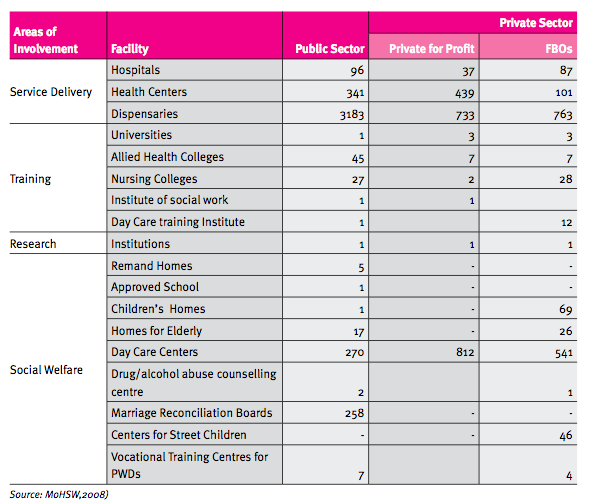 Private Sector
Areas of Involvement Facility Public Sector Private for Profit FBOs
Service Delivery Hospitals 96 37 87
Health Centers 341 439 101
Dispensaries 3183 733 763
Training Universities 1 3 3
Allied Health Colleges 45 7 7
Nursing Colleges 27 2 28
Institute of social work 1 1
Day Care training Institute 1 12
Research Institutions 1 1 1
Social Welfare Remand Homes 5 - -
Approved School 1 - -
Children’s Homes 1 - 69
Homes for Elderly 17 - 26
Day Care Centers 270 812 541
Drug/alcohol abuse counselling
centre 2 1
Marriage Reconciliation Boards 258 - -
Centers for Street Children - - 46
Vocational Training Centres for
PWDs 7 4
Source: MoHSW,2008)